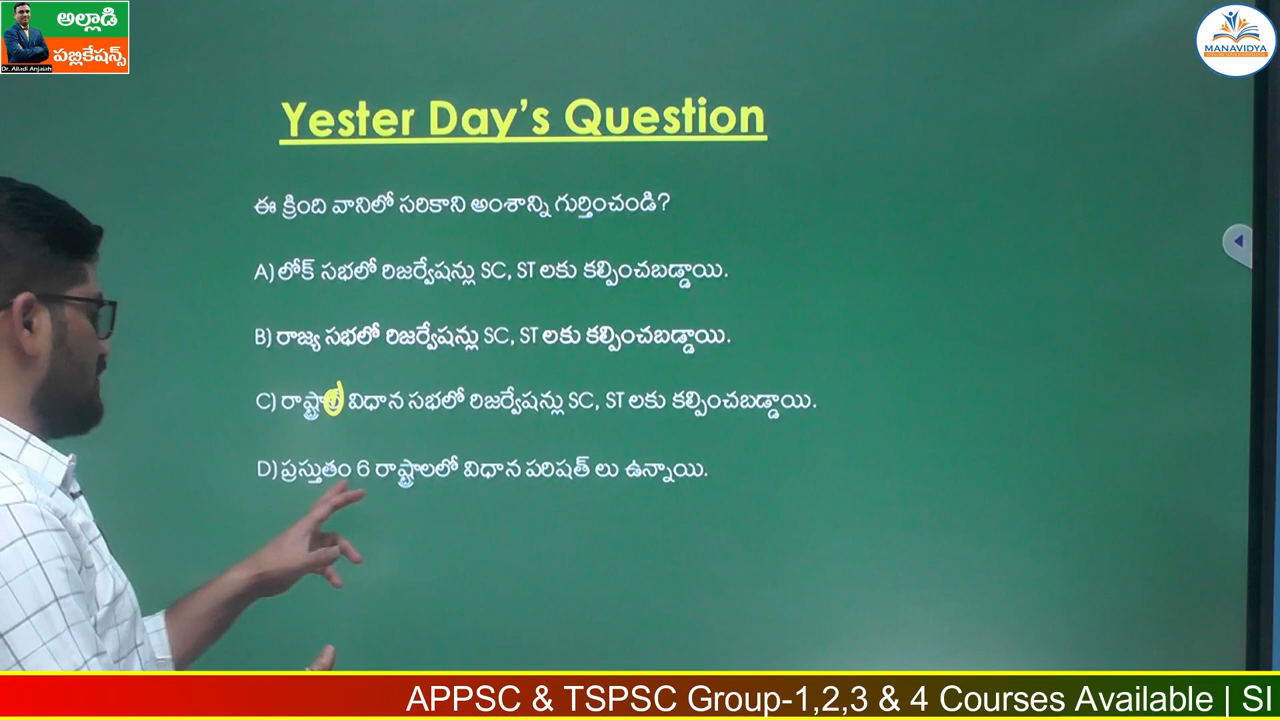 అల్లాడి
పబ్లికేషన్స్
Dr. Alladi Anjaiah
MANAVIDYA
Yester Day's Question
ఈ క్రింది వానిలో సరికాని అంశాన్ని గుర్తించండి?
A) లోక్ సభలో రిజర్వేషన్లు SC, ST లకు కల్పించబడ్డాయి.
B) రాజ్య సభలో రిజర్వేషన్లు SC, ST లకు కల్పించబడ్డాయి.
C) రాష్ట్రాల విధాన సభలో రిజర్వేషన్లు SC, ST లకు కల్పించబడ్డాయి.
D) ప్రస్తుతం 6 రాష్ట్రాలలో విధాన పరిషత్ లు ఉన్నాయి.
APPSC & TSPSC Group-1,2,3 & 4 Courses Available | SI